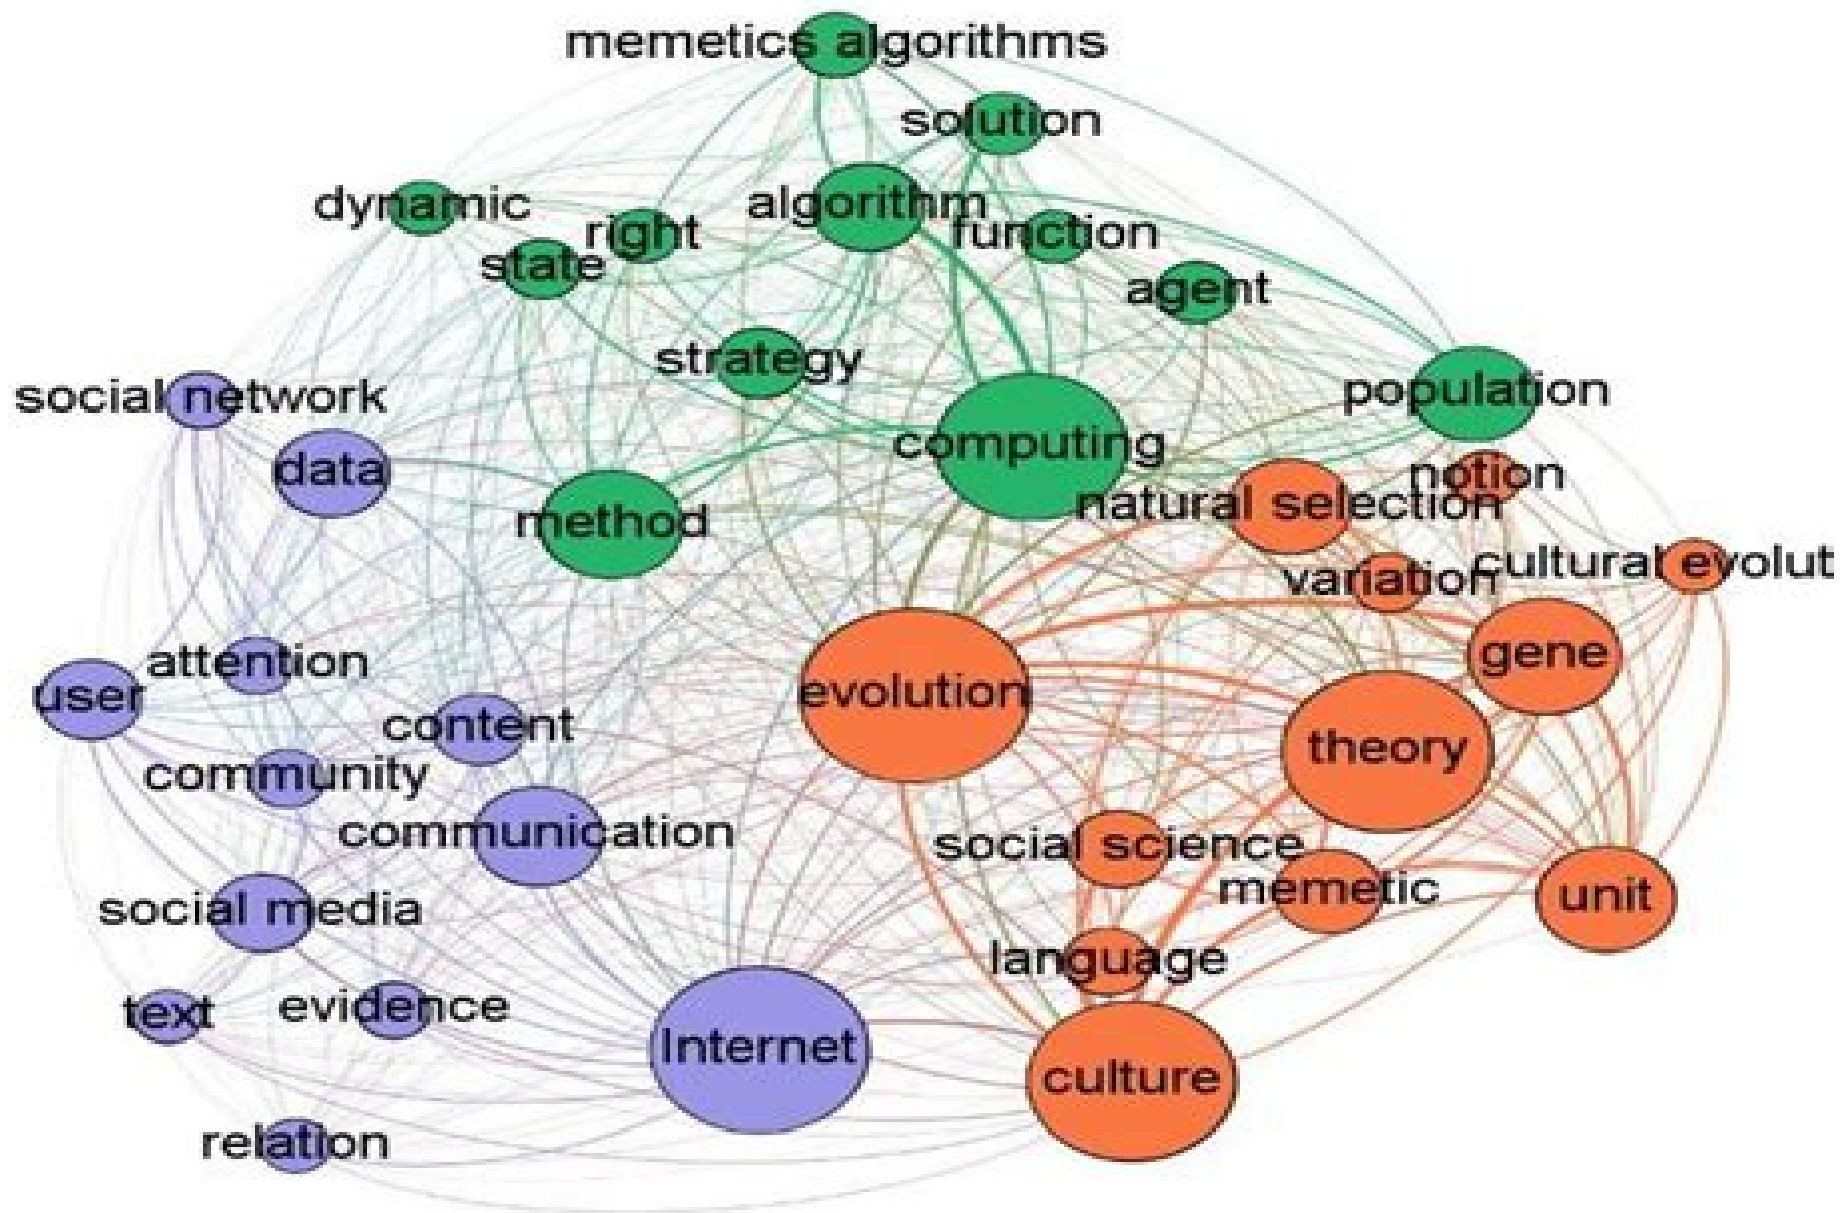 memetics algorithms
solution
dynamic
right
algorithm
function
state
agent
strategy
population
social network
computing
data
notion
natural selection
method
cultural evolut
variation
attention
gene
user
evolution
content
theory
community
communication
social science
memetic
unit
social media
language
text
evidence
Internet
culture
relation